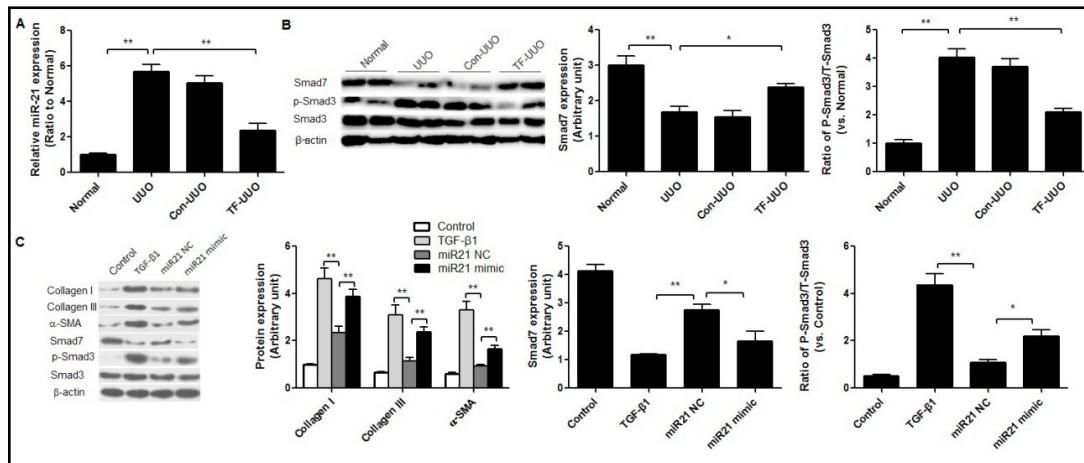 A
Relative miR-21 expression
(Ratio to Normal)
8
6
4
2
0
**
**
Normal
UUO
Con-UUO
TF-UUO
B
Normal
UUO
Con-UUO
TF-UUO
Smad7
p-Smad3
Smad3
β-actin
Smad7 expression
(Arbitrary unit)
4
3
2
1
0
**
*
Normal
UUO
Con-UUO
TF-UUO
Ratio of P-Smad3/T-Smad3
(vs. Normal)
5
4
3
2
1
0
**
**
Normal
UUO
Con-UUO
TF-UUO
C
Control
TGF-β1
miR21 NC
miR21 mimic
Collagen I
Collagen III
α-SMA
Smad7
p-Smad3
Smad3
β-actin
Protein expression
(Arbitrary unit)
6
4
2
0
Control
TGF-β1
miR21 NC
miR21 mimic
**
**
**
**
**
**
Collagen I
Collagen III
α-SMA
Smad7 expression
(Arbitrary unit)
5
4
3
2
1
0
**
*
Control
TGF-β1
miR21 NC
miR21 mimic
Ratio of P-Smad3/T-Smad3
(vs. Control)
6
4
2
0
**
*
Control
TGF-β1
miR21 NC
miR21 mimic